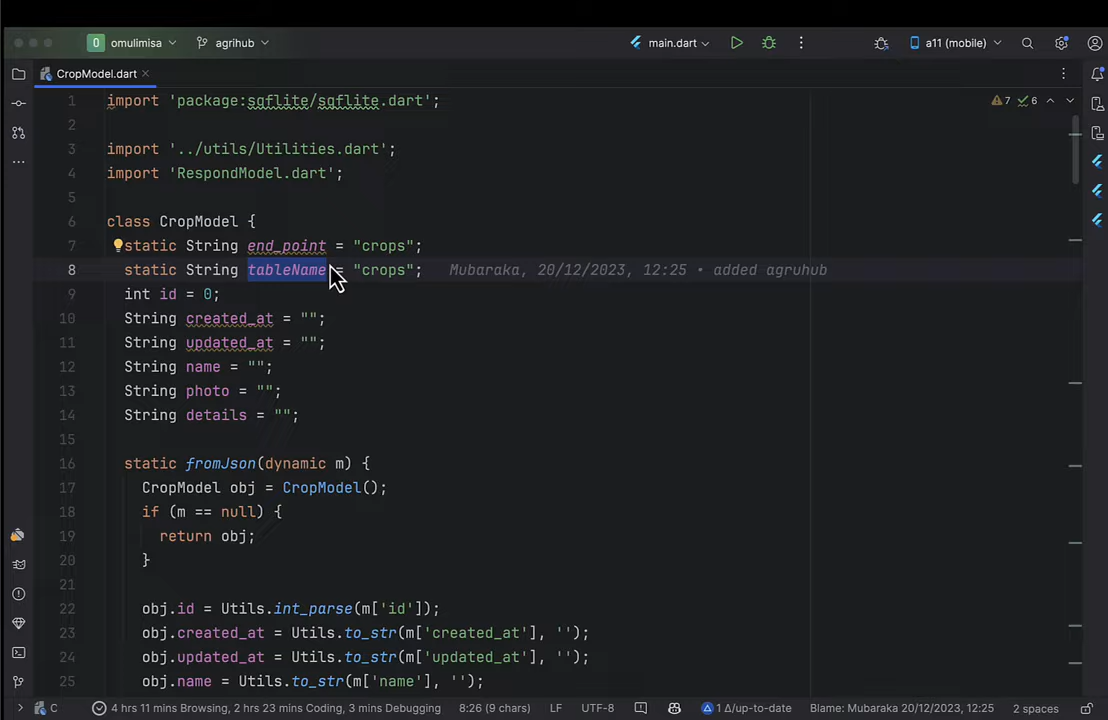 omulimisa
agrihub
main.dart
a11 (mobile)
CropModel.dart
1 import 'package:sqflite/sqflite.dart';
7 6
2
3 import '../utils/Utilities.dart';
4 import 'RespondModel.dart';
5
6 class CropModel {
7 static String end_point = "crops";
8 static String tableName = "crops"; Mubaraka, 20/12/2023, 12:25 • added agruhub
9 int id = 0;
10 String created_at = "";
11 String updated_at = "";
12 String name = "";
13 String photo = "";
14 String details = "";
15
16 static fromJson(dynamic m) {
17 CropModel obj = CropModel();
18 if (m == null) {
19 return obj;
20 }
21
22 obj.id = Utils.int_parse(m['id']);
23 obj.created_at = Utils.to_str(m['created_at'], '');
24 obj.updated_at = Utils.to_str(m['updated_at'], '');
25 obj.name = Utils.to_str(m['name'], '');
C 4 hrs 11 mins Browsing, 2 hrs 23 mins Coding, 3 mins Debugging 8:26 (9 chars) LF UTF-8 1 Δ/up-to-date Blame: Mubaraka 20/12/2023, 12:25 2 spaces